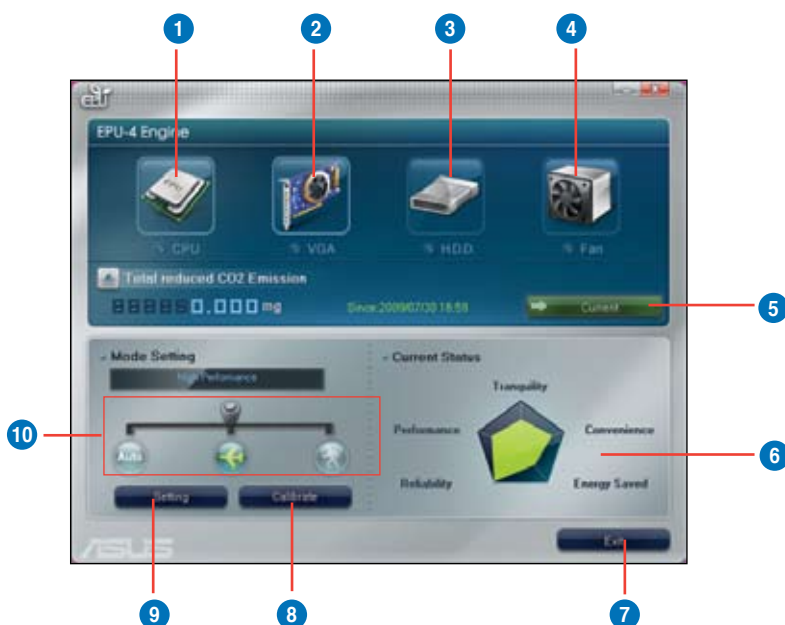 1 2 3 4
EPU
EPU-4 Engine
CPU VGA H.D.D. Fan
Total reduced CO2 Emission
0.000 mg Since:2009/07/30 18:59 Current
5
Mode Setting
High Performance
Auto
10
Current Status
Tranquility
Performance Convenience
Reliability Energy Saved
6
Setting Calibrate
ASUS
Exit
9 8 7